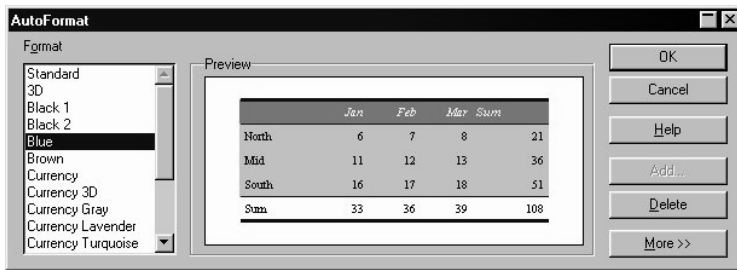 AutoFormat
Format
Standard
3D
Black 1
Black 2
Blue
Brown
Currency
Currency 3D
Currency Gray
Currency Lavender
Currency Turquoise
Preview
Jan Feb Mar Sum
North 6 7 8 21
Mid 11 12 13 36
South 16 17 18 51
Sum 33 36 39 108
OK
Cancel
Help
Add...
Delete
More >>